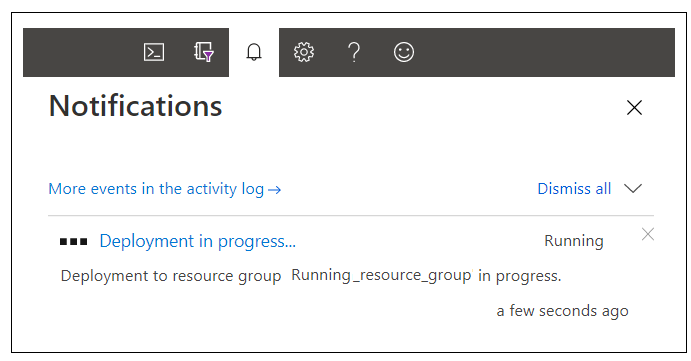 Notifications
More events in the activity log → Dismiss all
Deployment in progress... Running
Deployment to resource group Running_resource_group in progress.
a few seconds ago